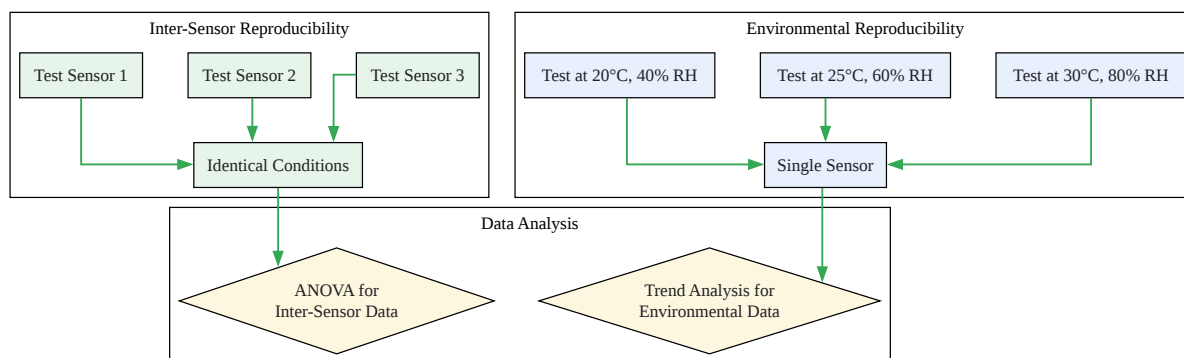 Inter-Sensor Reproducibility
Test Sensor 1
Test Sensor 2
Test Sensor 3
Identical Conditions
Environmental Reproducibility
Test at 20°C, 40% RH
Test at 25°C, 60% RH
Test at 30°C, 80% RH
Single Sensor
Data Analysis
ANOVA for
Inter-Sensor Data
Trend Analysis for
Environmental Data